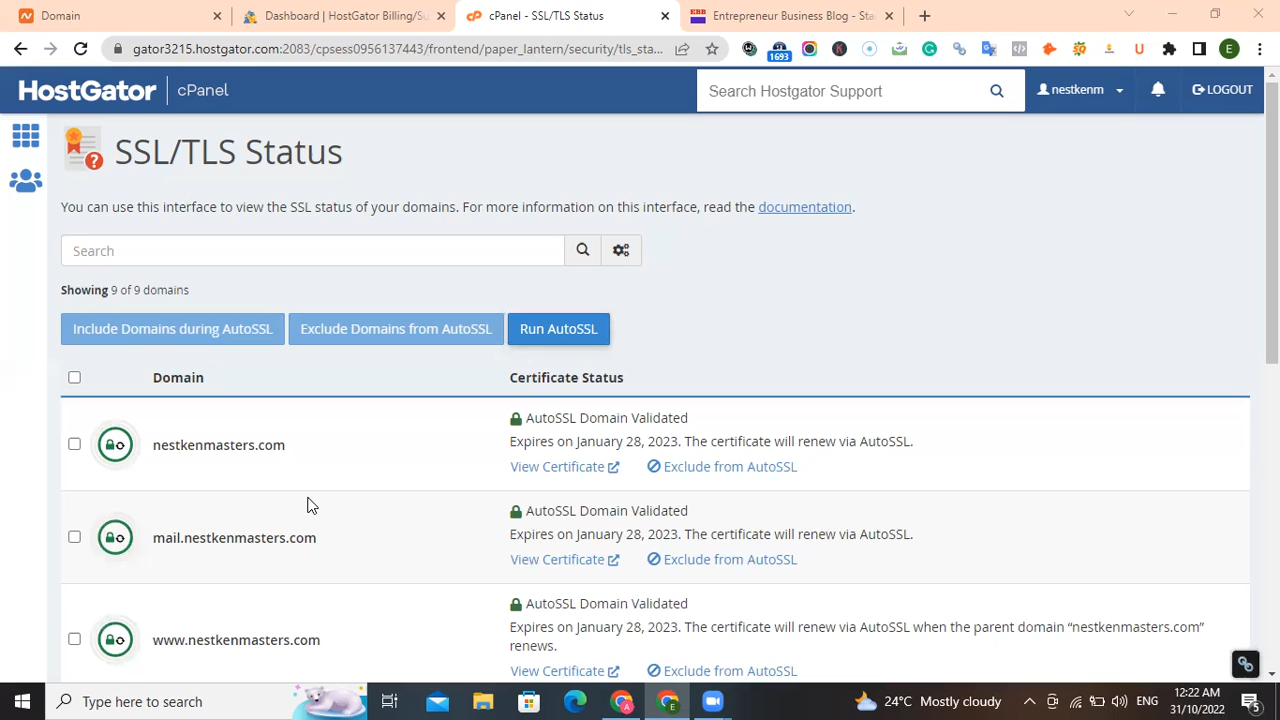 Domain
Dashboard | HostGator Billing/Su
cPanel - SSL/TLS Status
EBB
Entrepreneur Business Blog - Sta
gator3215.hostgator.com:2083/cpsess0956137443/frontend/paper_lantern/security/tls_sta...
1693
E
HostGator
cPanel
Search Hostgator Support
nestkenm
LOGOUT
SSL/TLS Status
You can use this interface to view the SSL status of your domains. For more information on this interface, read the documentation.
Search
Showing 9 of 9 domains
Include Domains during AutoSSL
Exclude Domains from AutoSSL
Run AutoSSL
Domain
Certificate Status
nestkenmasters.com
AutoSSL Domain Validated
Expires on January 28, 2023. The certificate will renew via AutoSSL.
View Certificate
Exclude from AutoSSL
mail.nestkenmasters.com
AutoSSL Domain Validated
Expires on January 28, 2023. The certificate will renew via AutoSSL.
View Certificate
Exclude from AutoSSL
www.nestkenmasters.com
AutoSSL Domain Validated
Expires on January 28, 2023. The certificate will renew via AutoSSL when the parent domain “nestkenmasters.com”
renews.
View Certificate
Exclude from AutoSSL
Type here to search
24°C Mostly cloudy
ENG
12:22 AM
31/10/2022
5